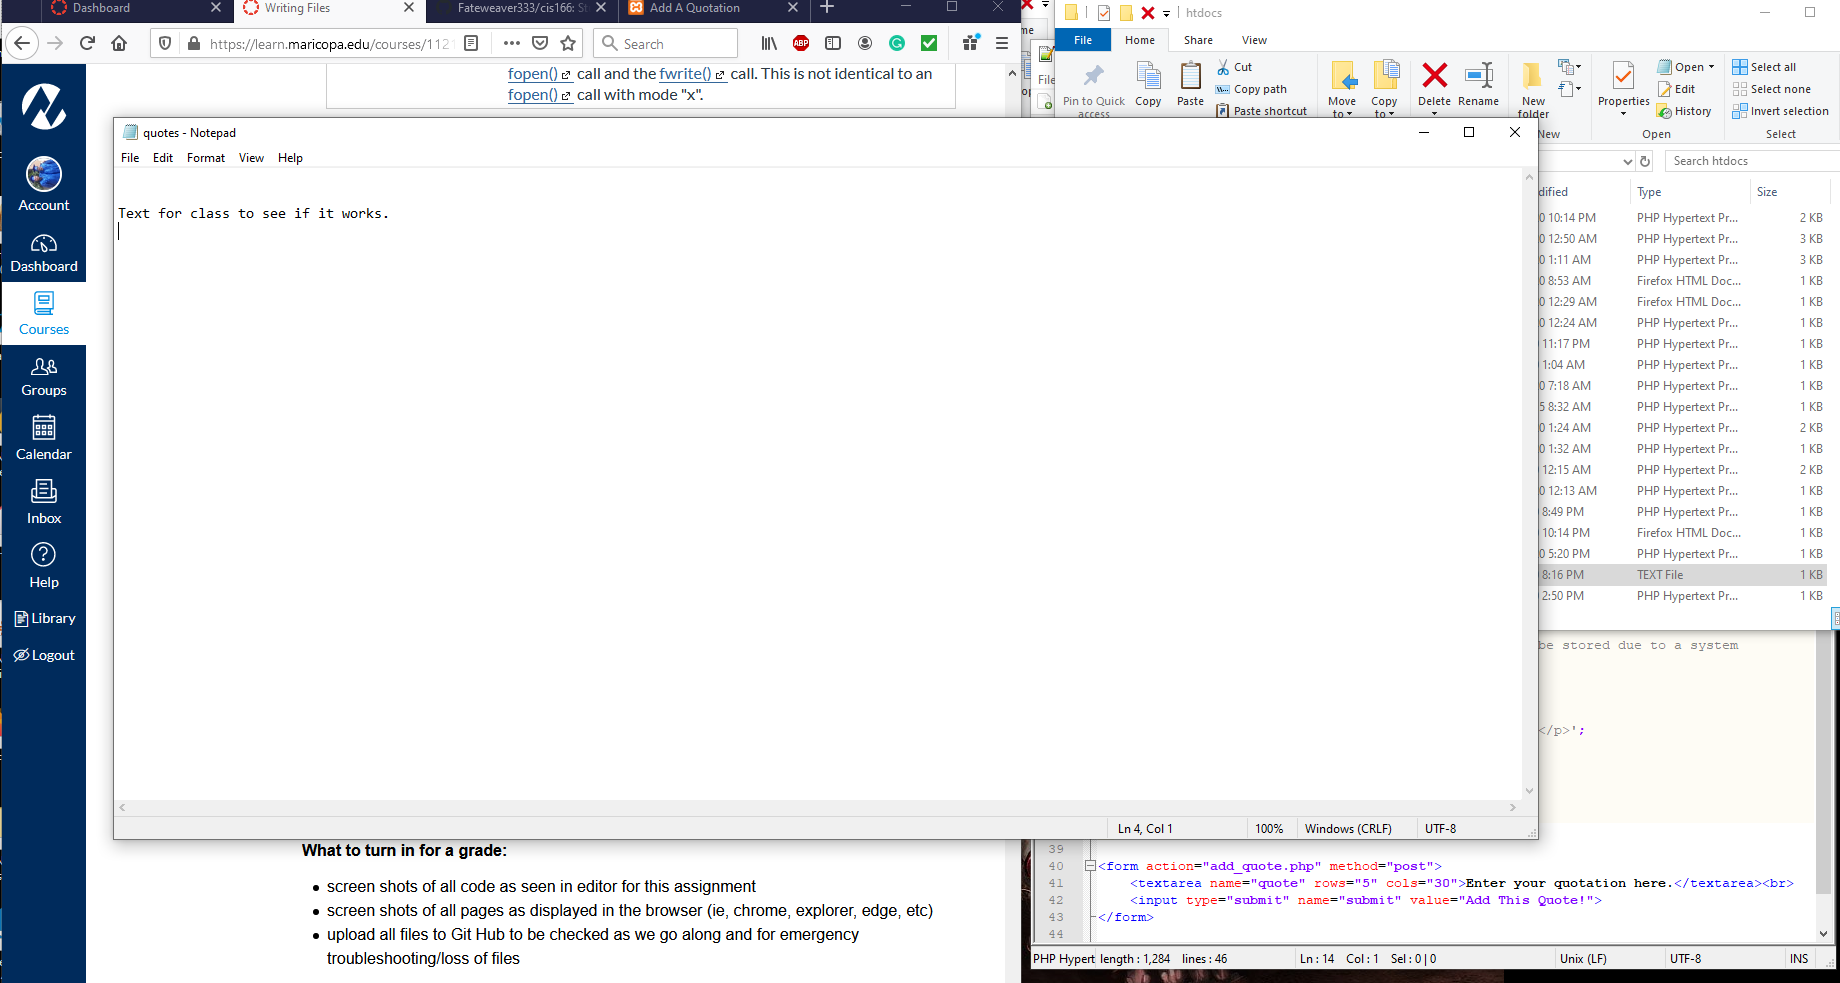 Dashboard
Writing Files
Fateweaver333/cis166: St
Add A Quotation
https://learn.maricopa.edu/courses/1121
Search
fopen() call and the fwrite() call. This is not identical to an
fopen() call with mode "x".
Account
Dashboard
Courses
Groups
Calendar
Inbox
Help
Library
Logout
quotes - Notepad
File Edit Format View Help
Text for class to see if it works.
Ln 4, Col 1 100% Windows (CRLF) UTF-8
What to turn in for a grade:
screen shots of all code as seen in editor for this assignment
screen shots of all pages as displayed in the browser (ie, chrome, explorer, edge, etc)
upload all files to Git Hub to be checked as we go along and for emergency
troubleshooting/loss of files
me
File
htdocs
File Home Share View
Pin to Quick
access
Copy
Paste
Cut
Copy path
Paste shortcut
Move
to
Copy
to
Delete
Rename
New
folder
New
Properties
Open
Edit
History
Open
Select all
Select none
Invert selection
Select
Search htdocs
dified Type Size
0 10:14 PM PHP Hypertext Pr... 2 KB
0 12:50 AM PHP Hypertext Pr... 3 KB
0 1:11 AM PHP Hypertext Pr... 3 KB
0 8:53 AM Firefox HTML Doc... 1 KB
0 12:29 AM Firefox HTML Doc... 1 KB
0 12:24 AM PHP Hypertext Pr... 1 KB
11:17 PM PHP Hypertext Pr... 1 KB
1:04 AM PHP Hypertext Pr... 1 KB
0 7:18 AM PHP Hypertext Pr... 1 KB
5 8:32 AM PHP Hypertext Pr... 1 KB
0 1:24 AM PHP Hypertext Pr... 2 KB
0 1:32 AM PHP Hypertext Pr... 1 KB
12:15 AM PHP Hypertext Pr... 2 KB
0 12:13 AM PHP Hypertext Pr... 1 KB
8:49 PM PHP Hypertext Pr... 1 KB
10:14 PM Firefox HTML Doc... 1 KB
0 5:20 PM PHP Hypertext Pr... 1 KB
8:16 PM TEXT File 1 KB
2:50 PM PHP Hypertext Pr... 1 KB
be stored due to a system
</p>';
39
40 <form action="add_quote.php" method="post">
41 <textarea name="quote" rows="5" cols="30">Enter your quotation here.</textarea><br>
42 <input type="submit" name="submit" value="Add This Quote!">
43 </form>
44
PHP Hypert length : 1,284 lines : 46 Ln : 14 Col : 1 Sel : 0 | 0 Unix (LF) UTF-8 INS